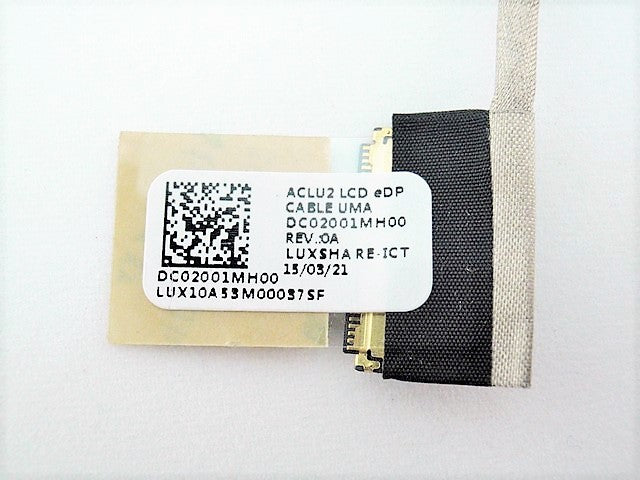 ACLU2 LCD eDP
CABLE UMA
DC02001MH00
REV.:0A
LUXSHARE-ICT
15/03/21
DC02001MH00
LUX10A53M00037SF